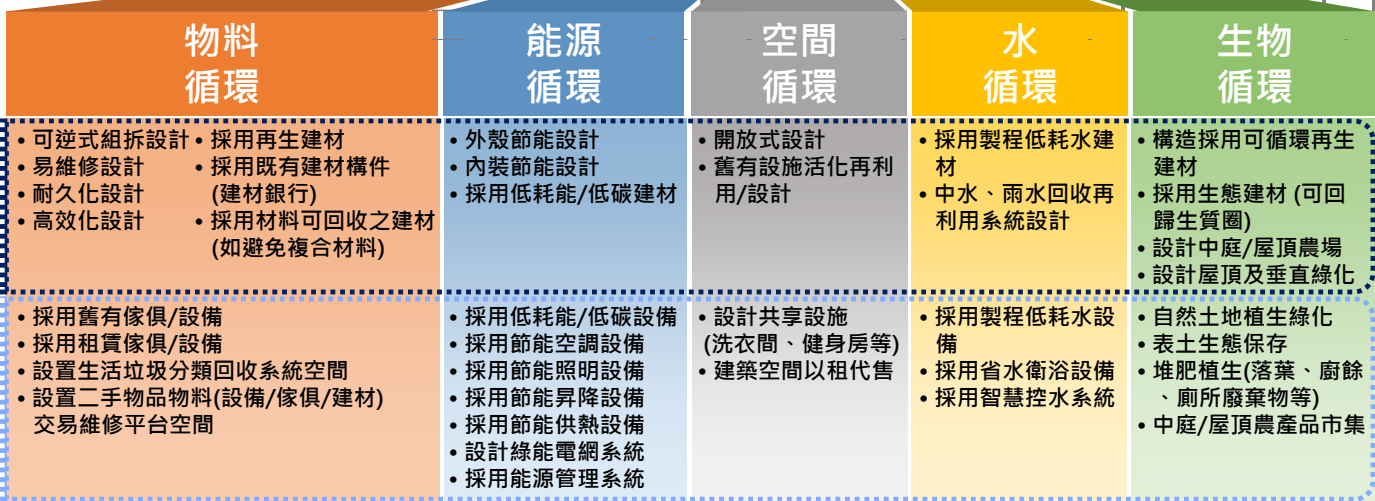 物料
循環
能源
循環
空間
循環
水
循環
生物
循環
• 可逆式組拆設計
• 易維修設計
• 耐久化設計
• 高效化設計
• 採用再生建材
• 採用既有建材構件
(建材銀行)
• 採用材料可回收之建材
(如避免複合材料)
• 外殼節能設計
• 內裝節能設計
• 採用低耗能/低碳建材
• 開放式設計
• 舊有設施活化再利
用/設計
• 採用製程低耗水建
材
• 中水、雨水回收再
利用系統設計
• 構造採用可循環再生
建材
• 採用生態建材 (可回
歸生質圈)
• 設計中庭/屋頂農場
• 設計屋頂及垂直綠化
• 採用舊有傢俱/設備
• 採用租賃傢俱/設備
• 設置生活垃圾分類回收系統空間
• 設置二手物品物料(設備/傢俱/建材)
交易維修平台空間
• 採用低耗能/低碳設備
• 採用節能空調設備
• 採用節能照明設備
• 採用節能昇降設備
• 採用節能供熱設備
• 設計綠能電網系統
• 採用能源管理系統
• 設計共享設施
(洗衣間、健身房等)
• 建築空間以租代售
• 採用製程低耗水設
備
• 採用省水衛浴設備
• 採用智慧控水系統
• 自然土地植生綠化
• 表土生態保存
• 堆肥植生(落葉、廚餘
、廁所廢棄物等)
• 中庭/屋頂農產品市集